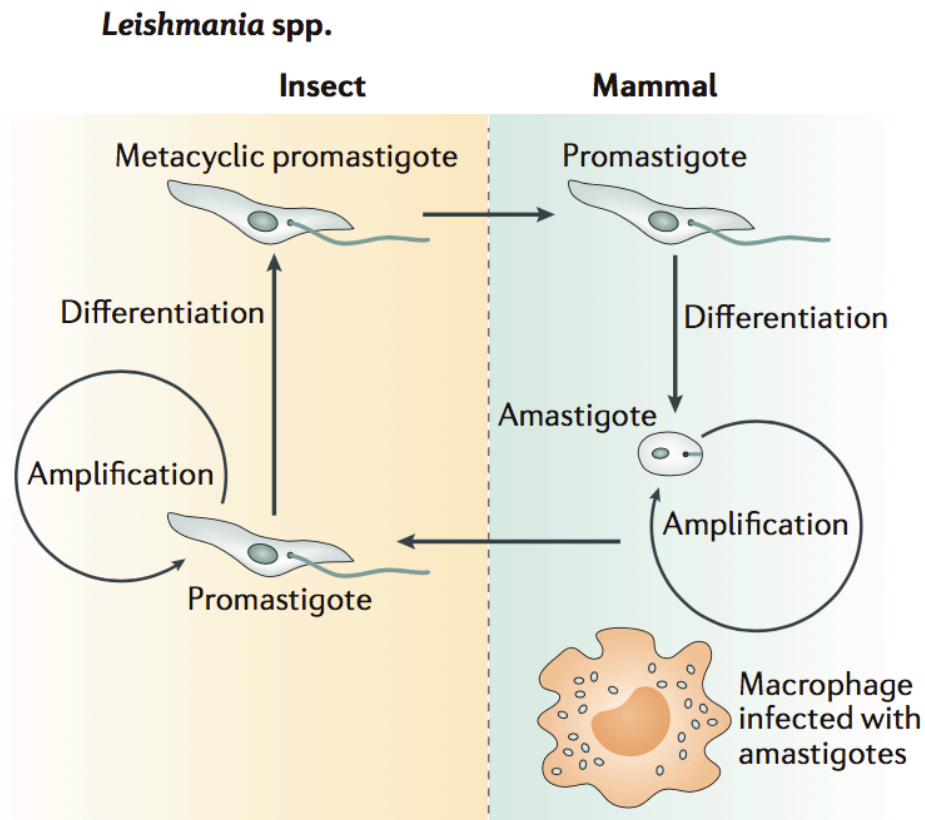 Leishmania spp.
Insect
Mammal
Metacyclic promastigote
Promastigote
Differentiation
Differentiation
Amastigote
Amplification
Amplification
Promastigote
Macrophage
infected with
amastigotes